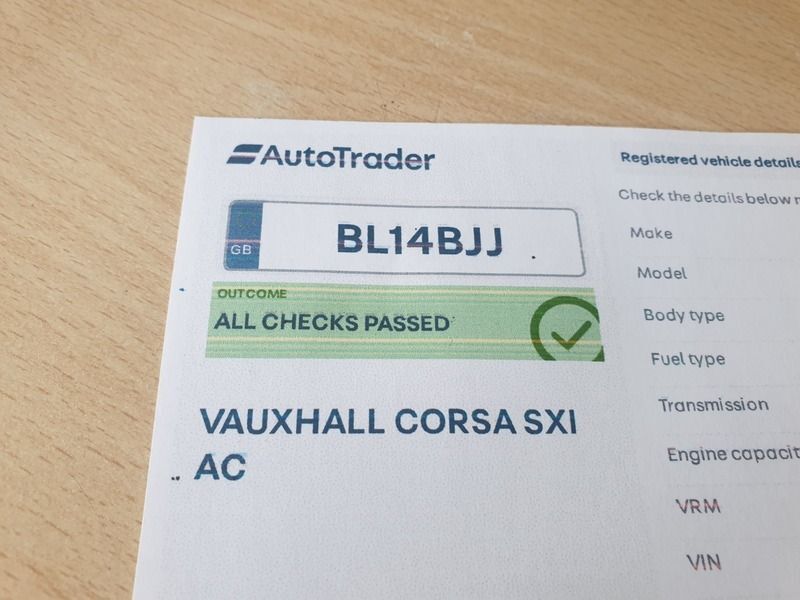 AutoTrader
GB
BL14BJJ
OUTCOME
ALL CHECKS PASSED
VAUXHALL CORSA SXI
AC
Registered vehicle details
Check the details below
Make
Model
Body type
Fuel type
Transmission
Engine
VRM
VIN